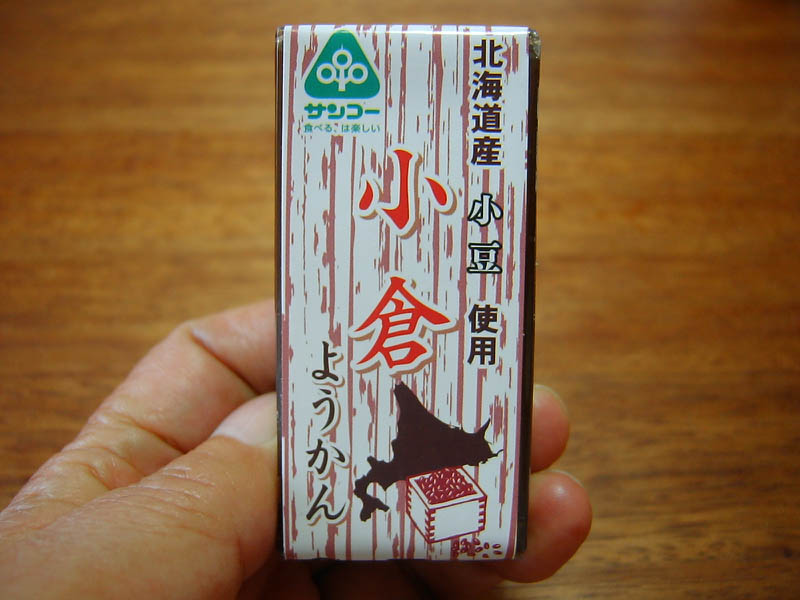 サンコー
食べる、は楽しい
北海道産 小豆 使用
小倉
ようかん